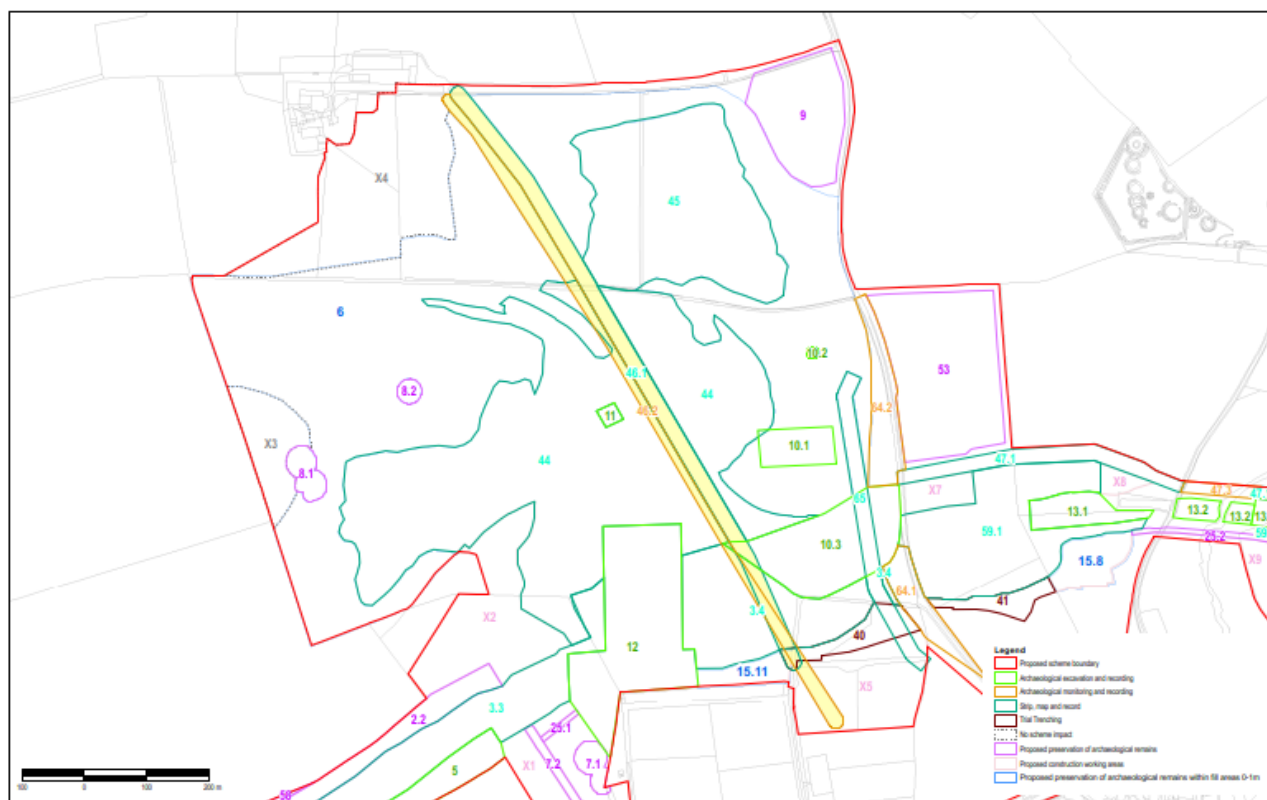 9
X4
45
6
10.2
46.1
53
8.2
44
46.2
64.2
11
X3
10.1
8.1
44
47.1
X8
X7
47.3
65
13.1
13.2
13.2
59.1
10.3
25.2
15.8
X9
3.4
64.1
41
X2
3.4
40
12
15.11
X5
2.2
3.3
25.1
7.2
7.1
X1
5
Legend
Proposed scheme boundary
Archaeological excavation and recording
Archaeological monitoring and recording
Strip, map and record
Trial Trenching
No scheme impact
Proposed preservation of archaeological remains
Proposed construction working areas
Proposed preservation of archaeological remains within fill areas 0-1m
100 0 100 200 m